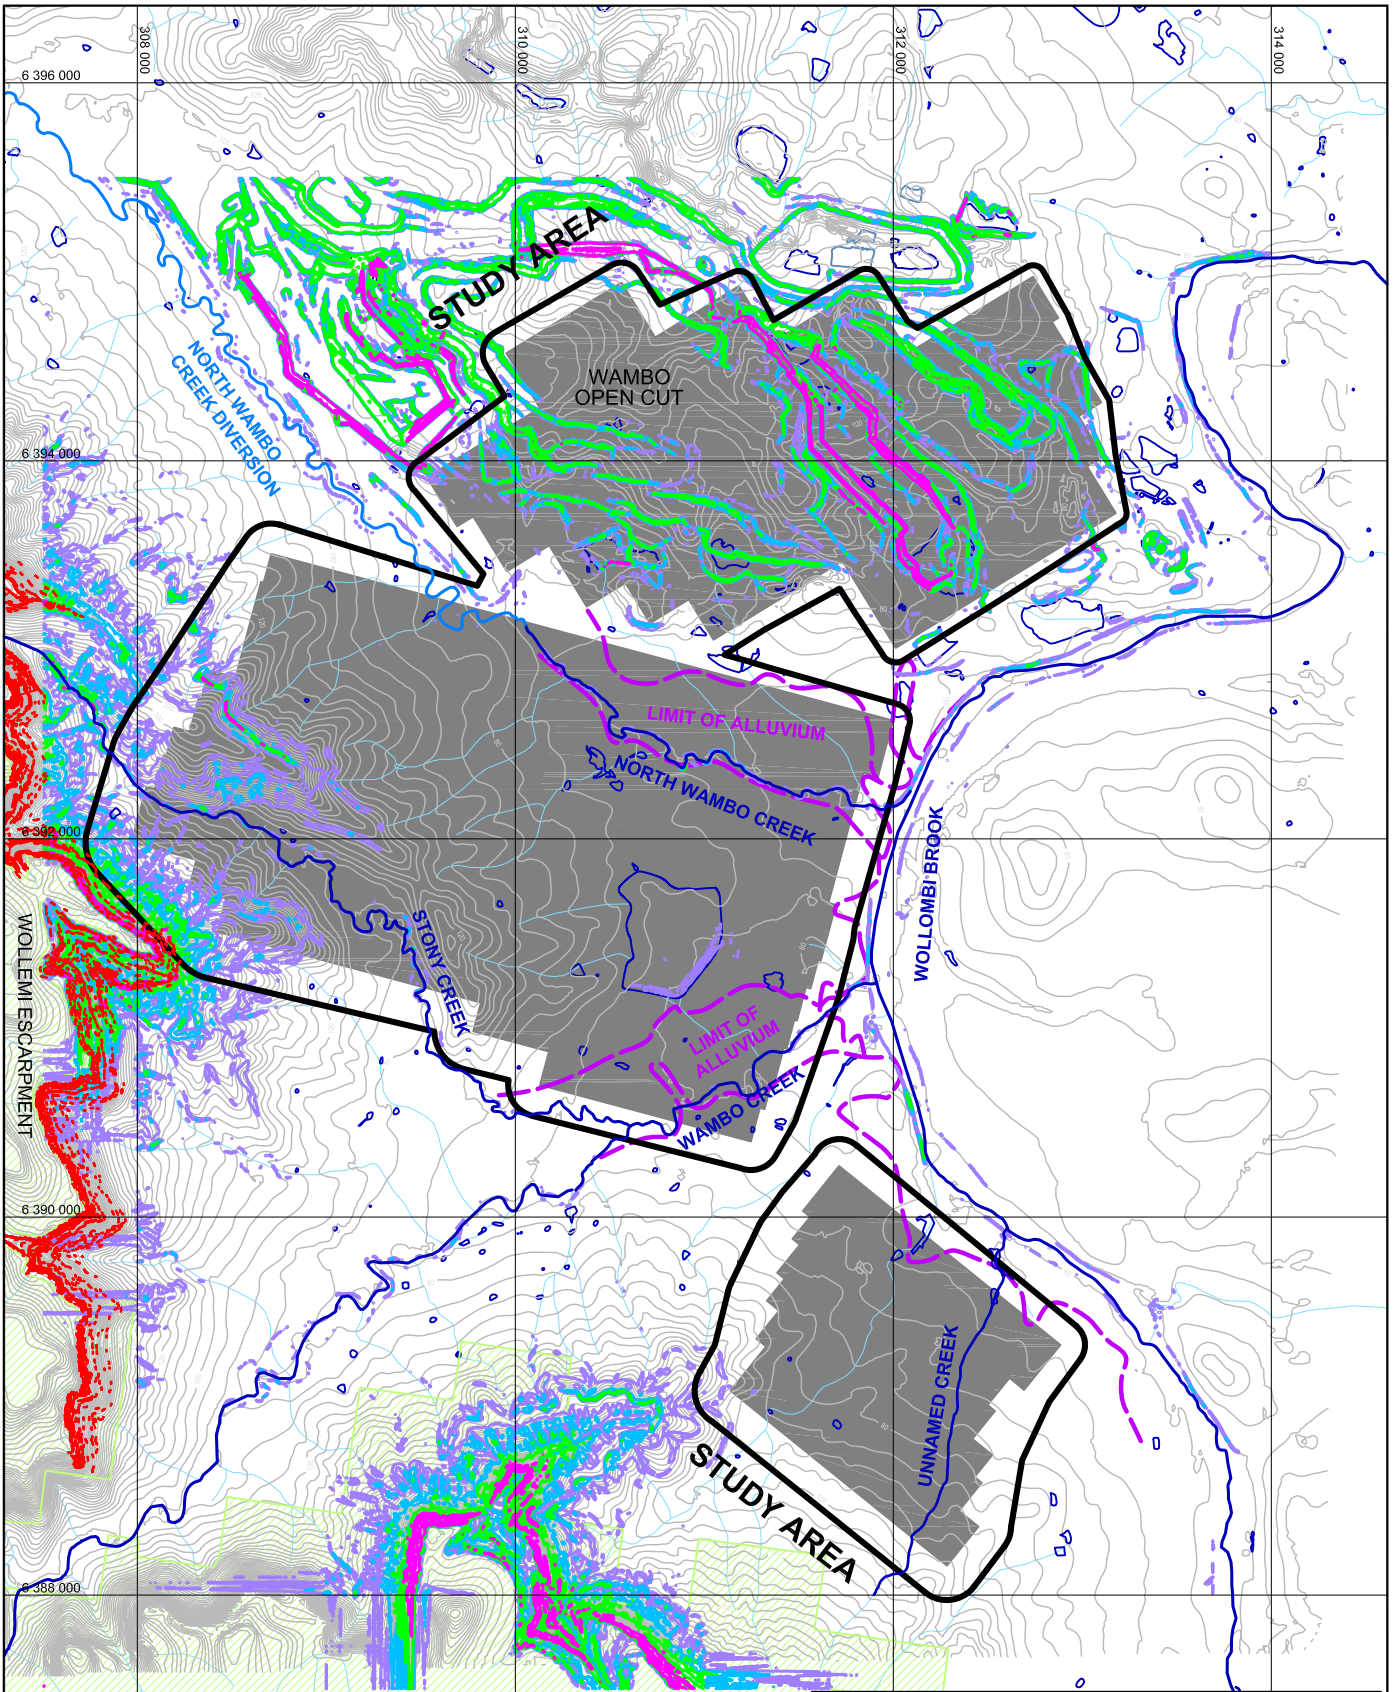 308 000
310 000
312 000
314 000
6 396 000
STUDY AREA
NORTH WAMBO
CREEK DIVERSION
WAMBO
OPEN CUT
6 394 000
LIMIT OF ALLUVIUM
NORTH WAMBO CREEK
6 392 000
WOLLOMBI BROOK
WOLLEMI ESCARPMENT
STONY CREEK
LIMIT OF
ALLUVIUM
WAMBO CREEK
6 390 000
UNNAMED CREEK
STUDY AREA
6 388 000